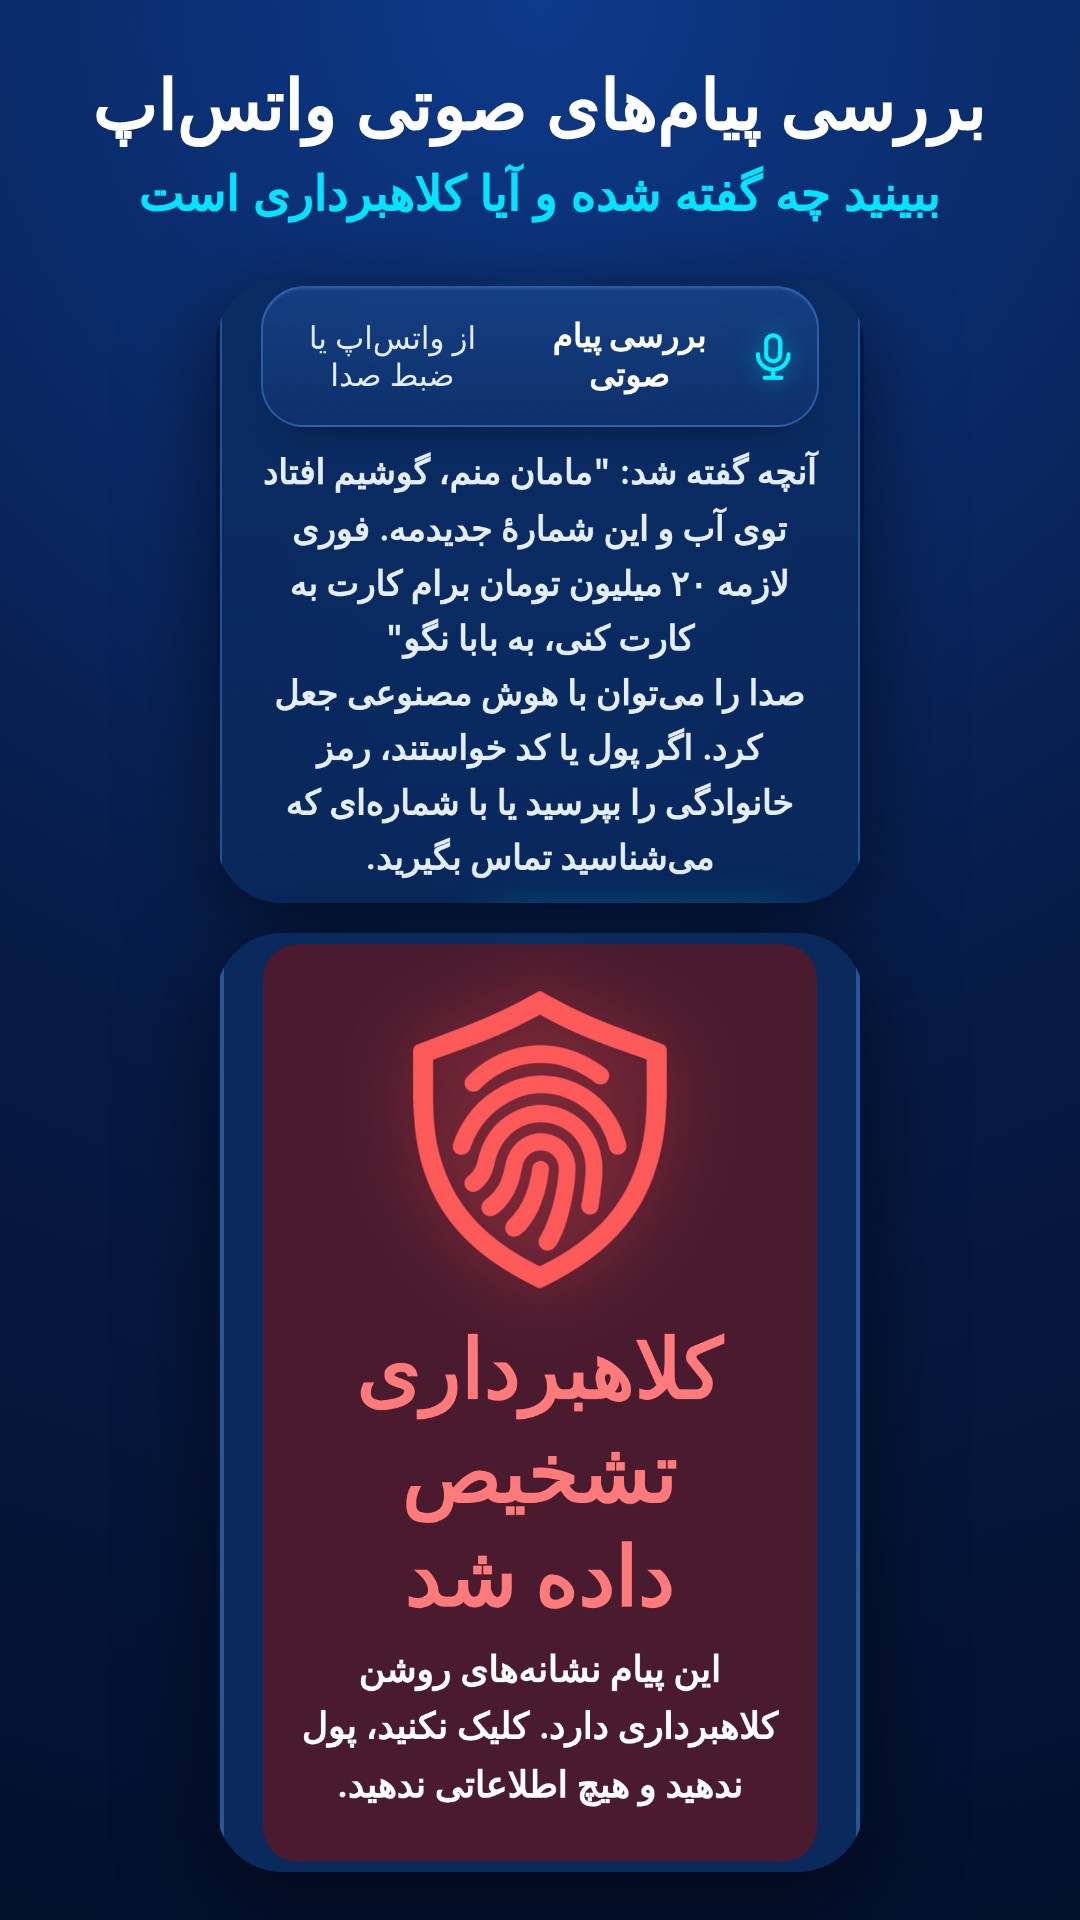 بررسی پیام‌های صوتی واتس‌اپ
ببینید چه گفته شده و آیا کلاهبرداری است
بررسی پیام
صوتی
از واتس‌اپ یا
ضبط صدا
آنچه گفته شد: "مامان منم، گوشیم افتاد
توی آب و این شمارهٔ جدیدمه. فوری
لازمه ۲۰ میلیون تومان برام کارت به
کارت کنی، به بابا نگو"
صدا را می‌توان با هوش مصنوعی جعل
کرد. اگر پول یا کد خواستند، رمز
خانوادگی را بپرسید یا با شماره‌ای که
می‌شناسید تماس بگیرید.
کلاهبرداری
تشخیص
داده شد
این پیام نشانه‌های روشن
کلاهبرداری دارد. کلیک نکنید، پول
ندهید و هیچ اطلاعاتی ندهید.